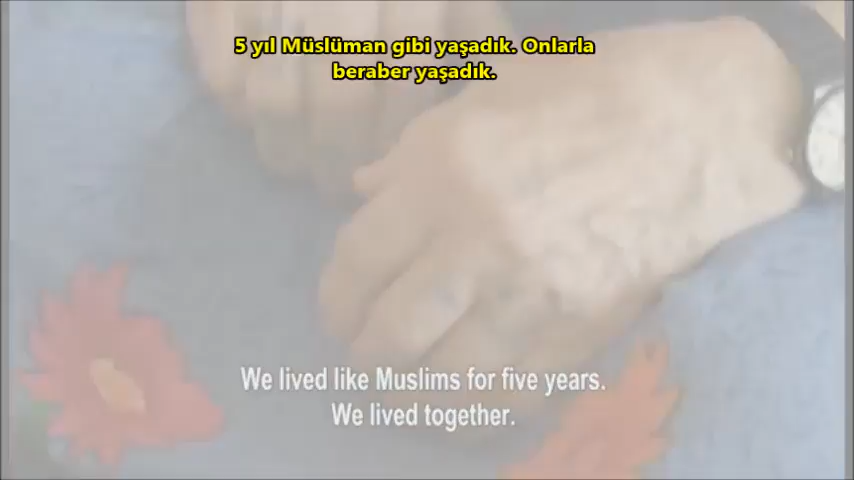 5 yıl Müslüman gibi yaşadık. Onlarla
beraber yaşadık.
We lived like Muslims for five years.
We lived together.